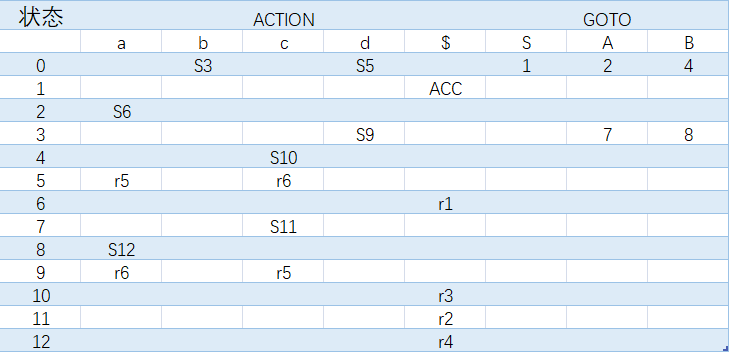 状态 ACTION GOTO
a b c d $ S A B
0 S3 S5 1 2 4
1 ACC
2 S6
3 S9 7 8
4 S10
5 r5 r6
6 r1
7 S11
8 S12
9 r6 r5
10 r3
11 r2
12 r4